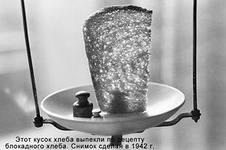 Этот кусок хлеба выпекли по рецепту
блокадного хлеба. Снимок сделан в 1942 г.